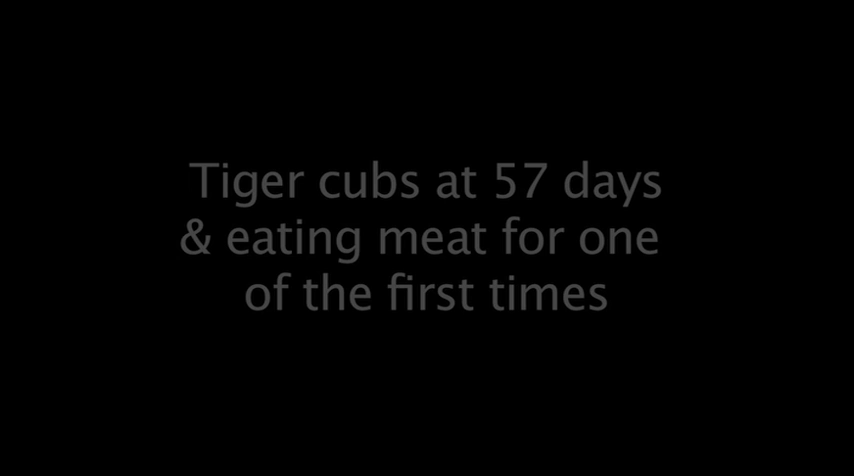 Tiger cubs at 57 days
& eating meat for one
of the first times